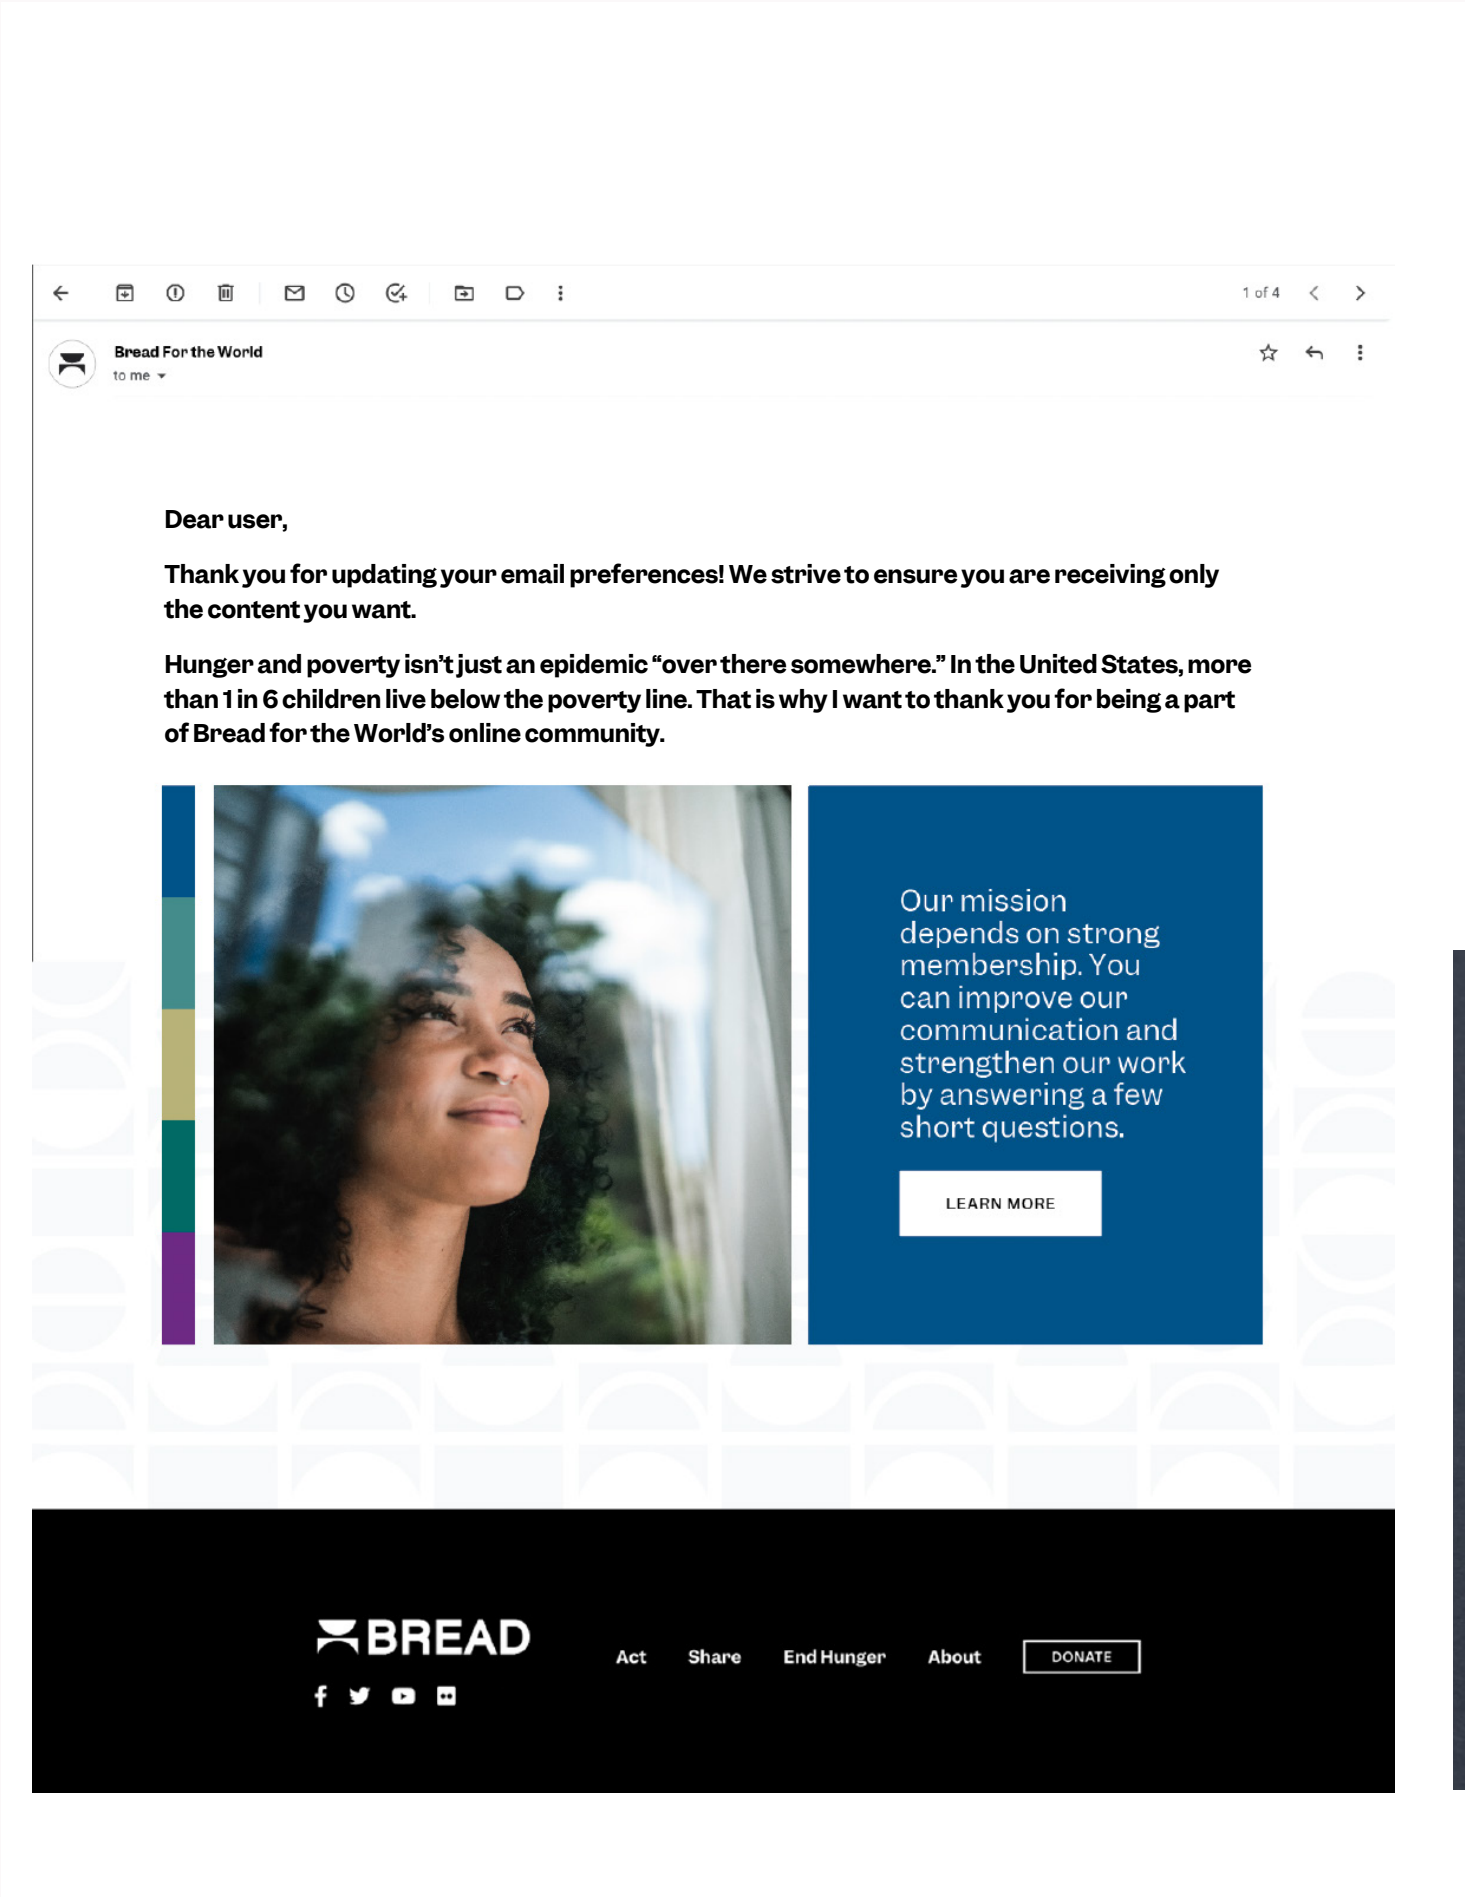 1 of 4
Bread For the World
to me
Dear user,
Thank you for updating your email preferences! We strive to ensure you are receiving only
the content you want.
Hunger and poverty isn’t just an epidemic “over there somewhere.” In the United States, more
than 1 in 6 children live below the poverty line. That is why I want to thank you for being a part
of Bread for the World’s online community.
Our mission
depends on strong
membership. You
can improve our
communication and
strengthen our work
by answering a few
short questions.
LEARN MORE
BREAD
Act Share End Hunger About DONATE